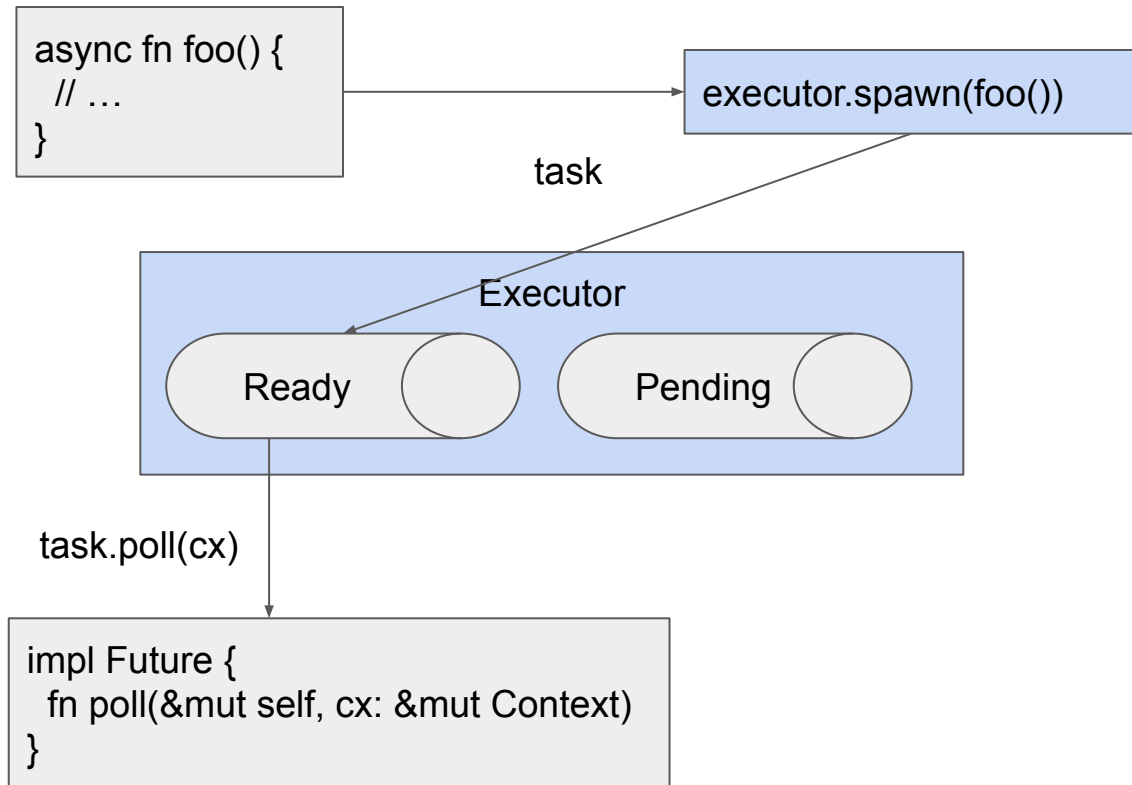 async fn foo() {
// …
}
executor.spawn(foo())
task
Executor
Ready
Pending
task.poll(cx)
impl Future {
fn poll(&mut self, cx: &mut Context)
}